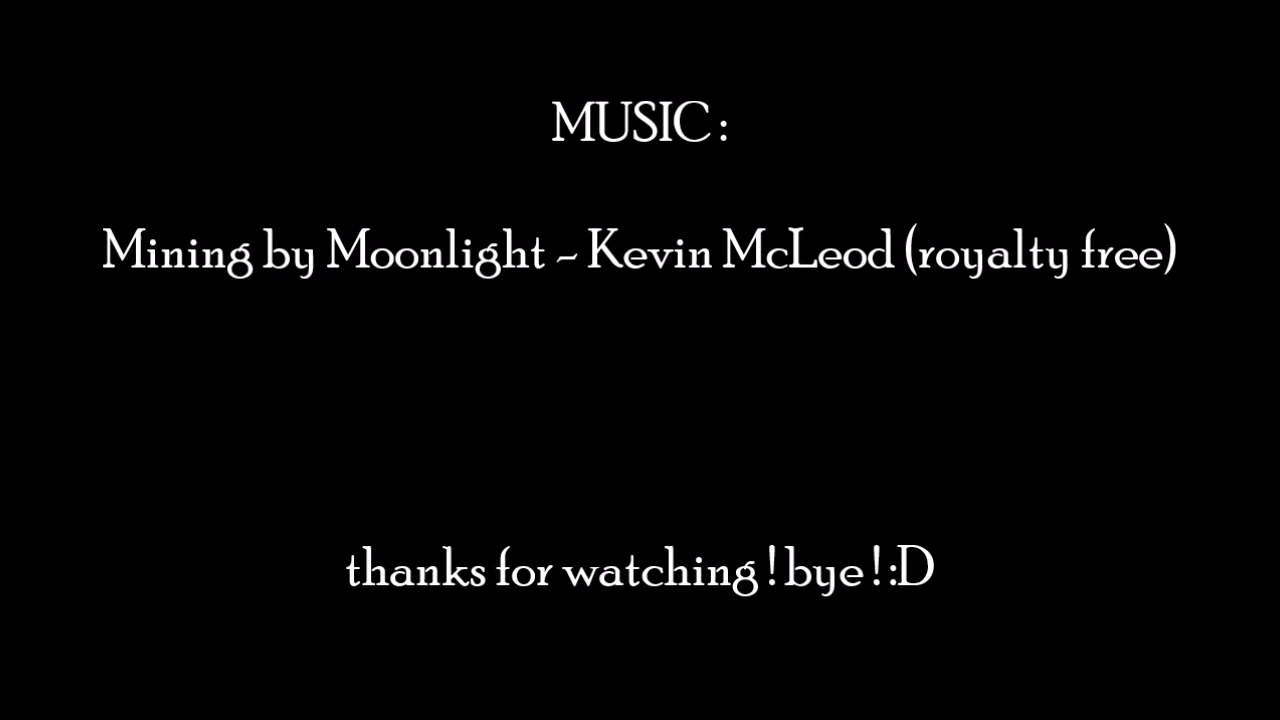 MUSIC :
Mining by Moonlight - Kevin McLeod (royalty free)
thanks for watching ! bye ! :D